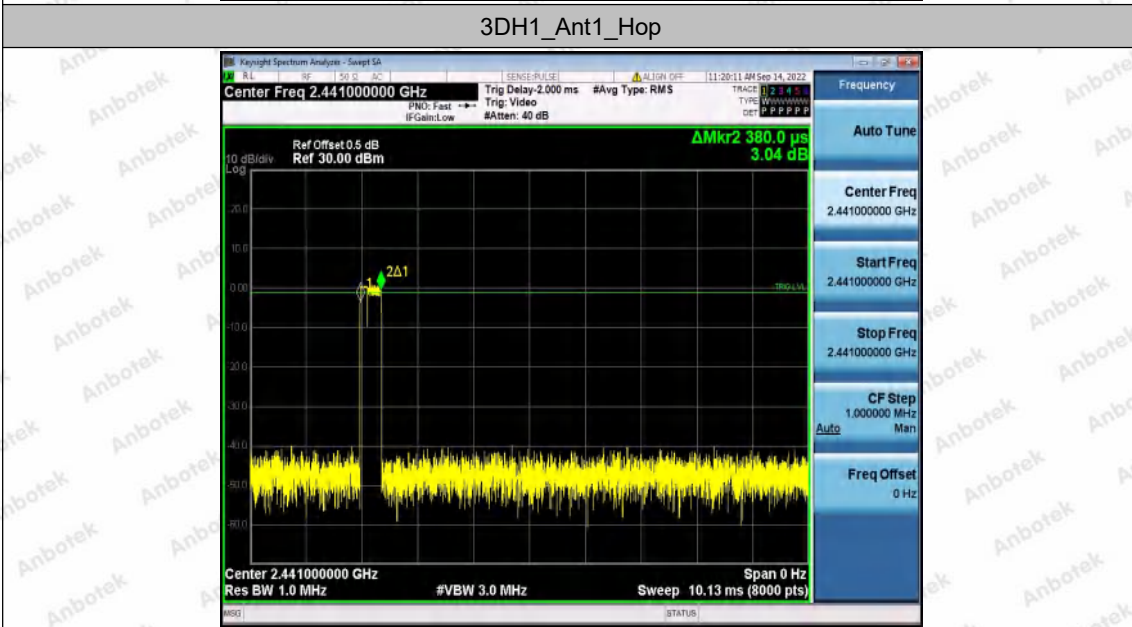 3DH1_Ant1_Hop
Keysight Spectrum Analyzer - Swept SA
RL RF 50 Ω AC SENSE:PULSE ALIGN OFF 11:20:11 AM Sep 14, 2022
Center Freq 2.441000000 GHz
PNO: Fast
IFGain:Low
Trig Delay-2.000 ms
Trig: Video
#Atten: 40 dB
#Avg Type: RMS
TRACE 1 2 3 4 5 6
TYPE WWWWWW
DET P P P P P P
ΔMkr2 380.0 µs
3.04 dB
Ref Offset 0.5 dB
10 dB/div Ref 30.00 dBm
Log
20.0
10.0
0.00
-10.0
-20.0
-30.0
-40.0
-50.0
-60.0
1
2Δ1
TRIG LVL
Center 2.441000000 GHz Span 0 Hz
Res BW 1.0 MHz #VBW 3.0 MHz Sweep 10.13 ms (8000 pts)
MSG STATUS
Frequency
Auto Tune
Center Freq
2.441000000 GHz
Start Freq
2.441000000 GHz
Stop Freq
2.441000000 GHz
CF Step
1.000000 MHz
Auto Man
Freq Offset
0 Hz
Anbotek